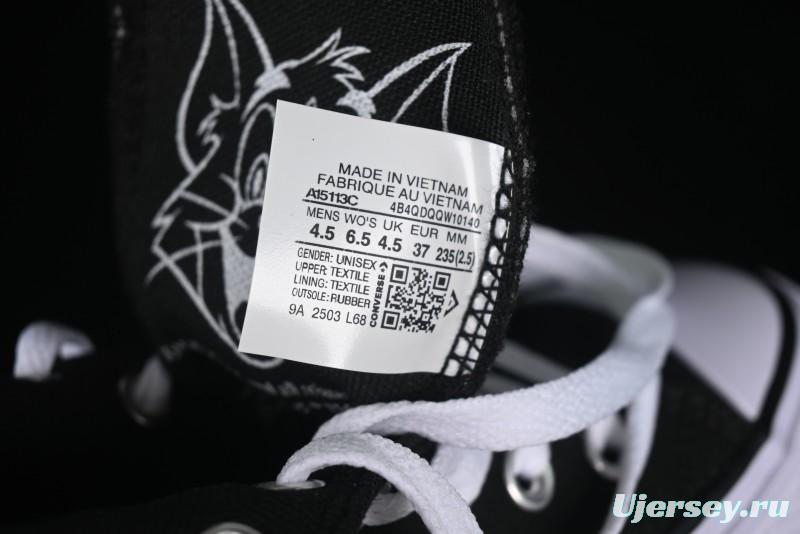 MADE IN VIETNAM
FABRIQUE AU VIETNAM
A15113C 4B4QDQQW10140
MENS WO'S UK EUR MM
4.5 6.5 4.5 37 235(2.5)
GENDER: UNISEX
UPPER: TEXTILE
LINING: TEXTILE
OUTSOLE: RUBBER
CONVERSE
9A 2503 L68
Ujersey.ru